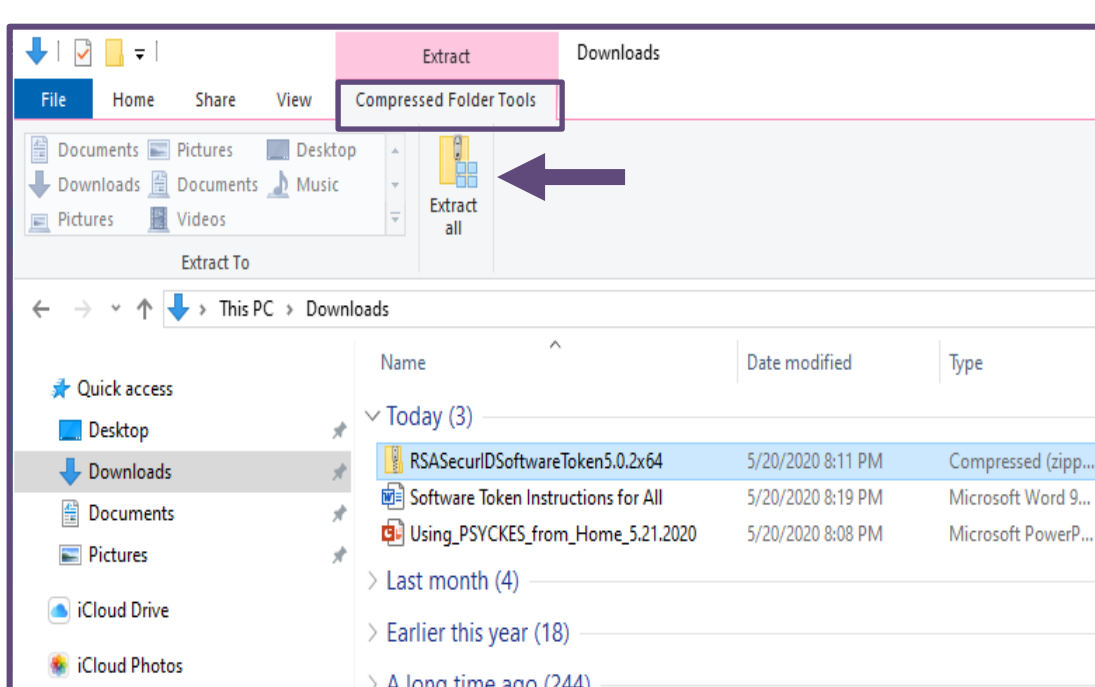 Extract
Downloads
File Home Share View Compressed Folder Tools
Documents Pictures Desktop
Downloads Documents Music
Pictures Videos
Extract all
Extract To
This PC Downloads
Name Date modified Type
Quick access
Desktop
Downloads
Documents
Pictures
iCloud Drive
iCloud Photos
Today (3)
RSASecurIDSoftwareToken5.0.2x64 5/20/2020 8:11 PM Compressed (zipp...
Software Token Instructions for All 5/20/2020 8:19 PM Microsoft Word 9...
Using_PSYCKES_from_Home_5.21.2020 5/20/2020 8:08 PM Microsoft PowerP...
Last month (4)
Earlier this year (18)
A long time ago (244)